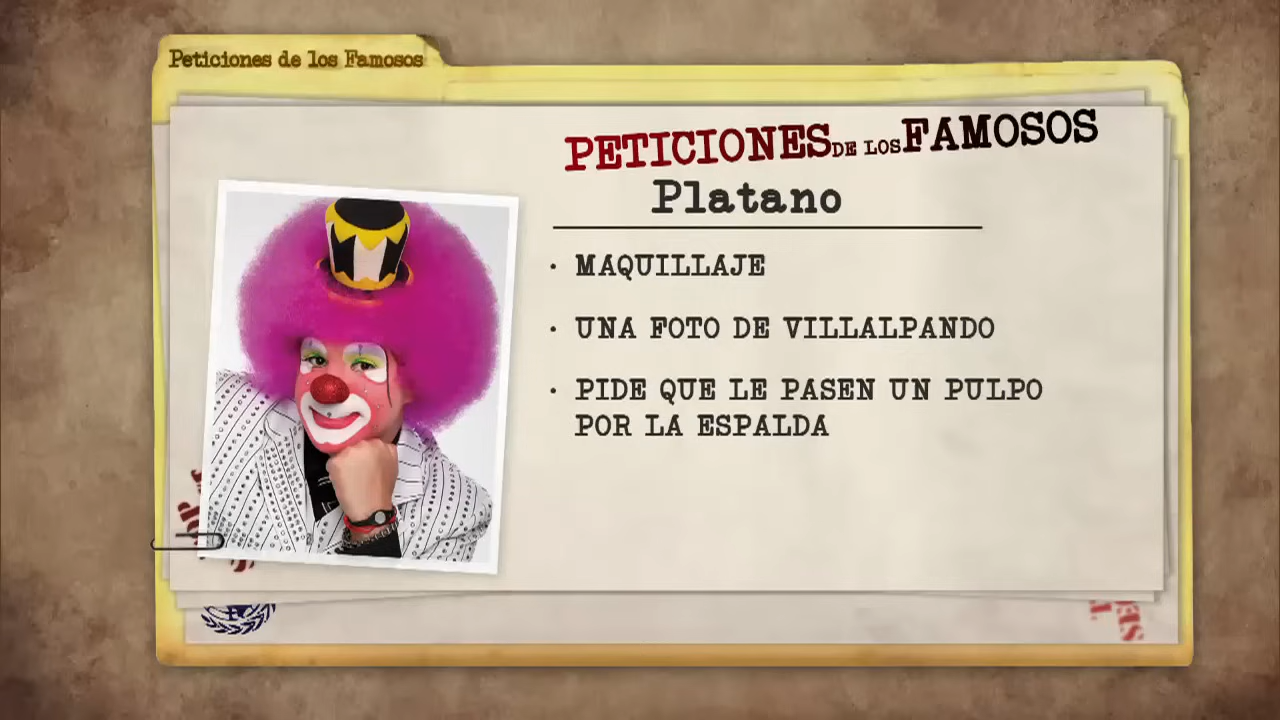 Peticiones de los Famosos
PETICIONES DE LOS FAMOSOS
Platano
· MAQUILLAJE
· UNA FOTO DE VILLALPANDO
· PIDE QUE LE PASEN UN PULPO
POR LA ESPALDA